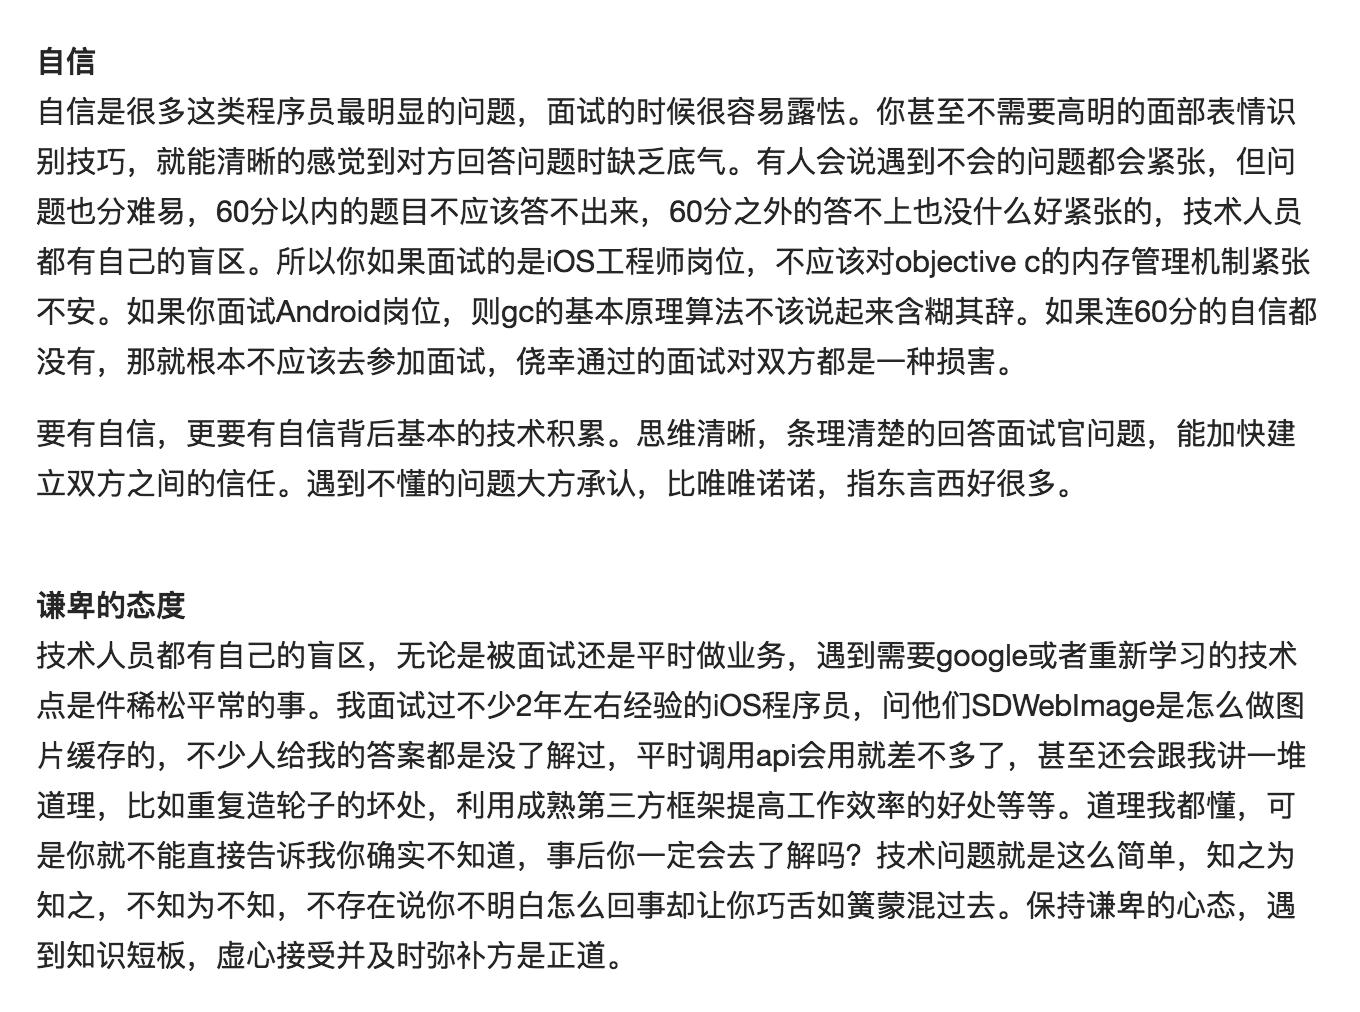 自信
自信是很多这类程序员最明显的问题，面试的时候很容易露怯。你甚至不需要高明的面部表情识
别技巧，就能清晰的感觉到对方回答问题时缺乏底气。有人会说遇到不会的问题都会紧张，但问
题也分难易，60分以内的题目不应该答不出来，60分之外的答不上也没什么好紧张的，技术人员
都有自己的盲区。所以你如果面试的是iOS工程师岗位，不应该对objective c的内存管理机制紧张
不安。如果你面试Android岗位，则gc的基本原理算法不该说起来含糊其辞。如果连60分的自信都
没有，那就根本不应该去参加面试，侥幸通过的面试对双方都是一种损害。
要有自信，更要有自信背后基本的技术积累。思维清晰，条理清楚的回答面试官问题，能加快建
立双方之间的信任。遇到不懂的问题大方承认，比唯唯诺诺，指东言西好很多。
谦卑的态度
技术人员都有自己的盲区，无论是被面试还是平时做业务，遇到需要google或者重新学习的技术
点是件稀松平常的事。我面试过不少2年左右经验的iOS程序员，问他们SDWebImage是怎么做图
片缓存的，不少人给我的答案都是没了解过，平时调用api会用就差不多了，甚至还会跟我讲一堆
道理，比如重复造轮子的坏处，利用成熟第三方框架提高工作效率的好处等等。道理我都懂，可
是你就不能直接告诉我你确实不知道，事后你一定会去了解吗？技术问题就是这么简单，知之为
知之，不知为不知，不存在说你不明白怎么回事却让你巧舌如簧蒙混过去。保持谦卑的心态，遇
到知识短板，虚心接受并及时弥补方是正道。